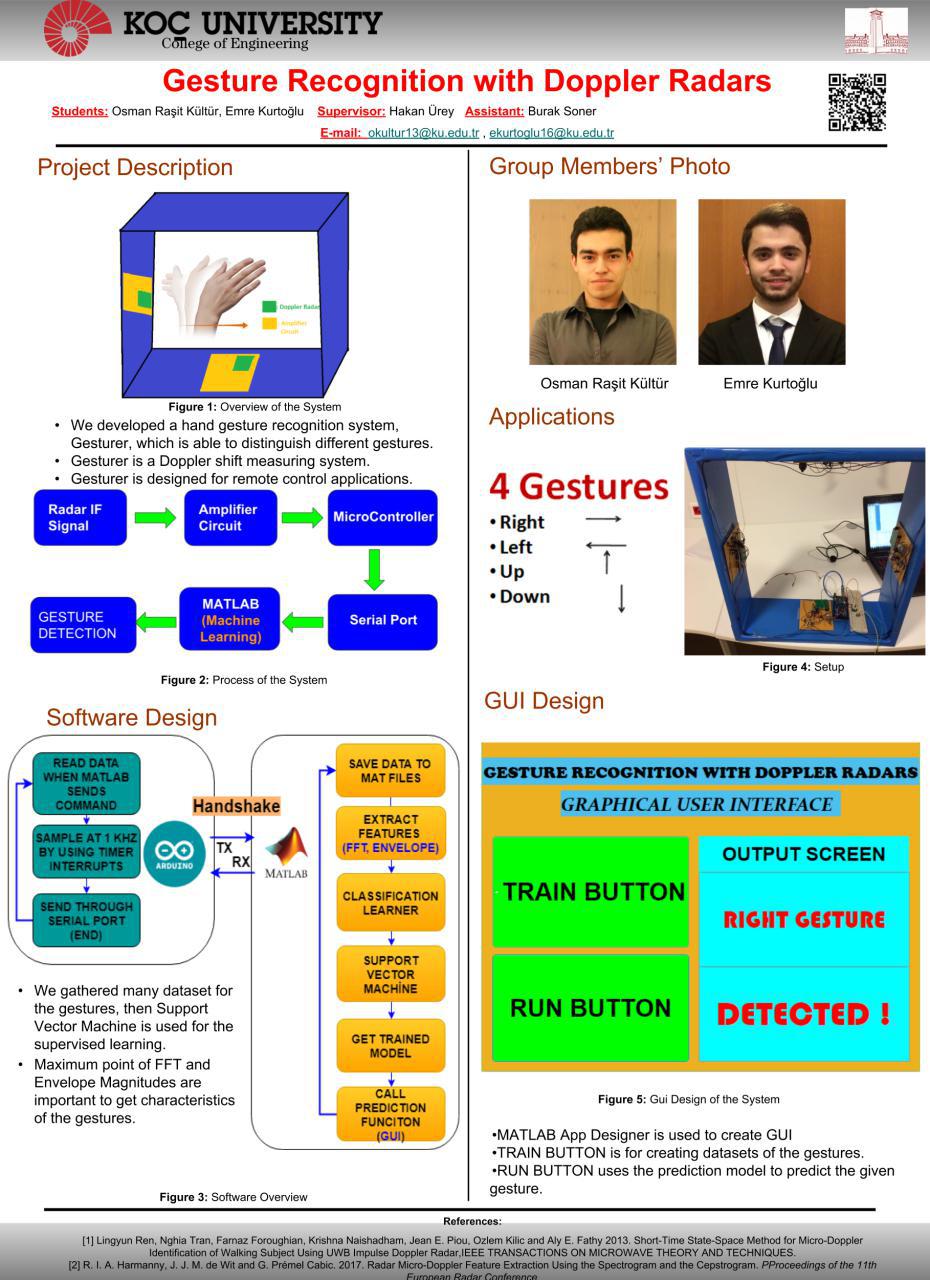 KOÇ UNIVERSITY
College of Engineering
Gesture Recognition with Doppler Radars
Students: Osman Raşit Kültür, Emre Kurtoğlu Supervisor: Hakan Ürey Assistant: Burak Soner
E-mail: okultur13@ku.edu.tr , ekurtoglu16@ku.edu.tr
Project Description
Doppler Radar
Amplifier
Circuit
Figure 1: Overview of the System
• We developed a hand gesture recognition system,
Gesturer, which is able to distinguish different gestures.
• Gesturer is a Doppler shift measuring system.
• Gesturer is designed for remote control applications.
Radar IF
Signal
Amplifier
Circuit
MicroController
GESTURE
DETECTION
MATLAB
(Machine
Learning)
Serial Port
Figure 2: Process of the System
Software Design
READ DATA
WHEN MATLAB
SENDS
COMMAND
SAMPLE AT 1 KHZ
BY USING TIMER
INTERRUPTS
SEND THROUGH
SERIAL PORT
(END)
ARDUINO
Handshake
TX
RX
MATLAB
SAVE DATA TO
MAT FILES
EXTRACT
FEATURES
(FFT, ENVELOPE)
CLASSIFICATION
LEARNER
SUPPORT
VECTOR
MACHİNE
GET TRAINED
MODEL
CALL
PREDICTION
FUNCITON
(GUI)
• We gathered many dataset for
the gestures, then Support
Vector Machine is used for the
supervised learning.
• Maximum point of FFT and
Envelope Magnitudes are
important to get characteristics
of the gestures.
Figure 3: Software Overview
Group Members’ Photo
Osman Raşit Kültür
Emre Kurtoğlu
Applications
4 Gestures
• Right
• Left
• Up
• Down
Figure 4: Setup
GUI Design
GESTURE RECOGNITION WITH DOPPLER RADARS
GRAPHICAL USER INTERFACE
TRAIN BUTTON
RUN BUTTON
OUTPUT SCREEN
RIGHT GESTURE
DETECTED !
Figure 5: Gui Design of the System
•MATLAB App Designer is used to create GUI
•TRAIN BUTTON is for creating datasets of the gestures.
•RUN BUTTON uses the prediction model to predict the given
gesture.
References:
[1] Lingyun Ren, Nghia Tran, Farnaz Foroughian, Krishna Naishadham, Jean E. Piou, Ozlem Kilic and Aly E. Fathy 2013. Short-Time State-Space Method for Micro-Doppler
Identification of Walking Subject Using UWB Impulse Doppler Radar,IEEE TRANSACTIONS ON MICROWAVE THEORY AND TECHNIQUES.
[2] R. I. A. Harmanny, J. J. M. de Wit and G. Prémel Cabic. 2017. Radar Micro-Doppler Feature Extraction Using the Spectrogram and the Cepstrogram. PProceedings of the 11th
European Radar Conference